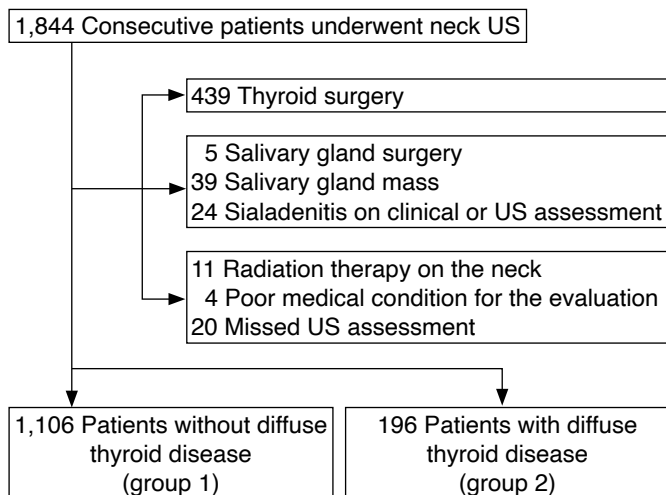 1,844 Consecutive patients underwent neck US
439 Thyroid surgery
5 Salivary gland surgery
39 Salivary gland mass
24 Sialadenitis on clinical or US assessment
11 Radiation therapy on the neck
4 Poor medical condition for the evaluation
20 Missed US assessment
1,106 Patients without diffuse
thyroid disease
(group 1)
196 Patients with diffuse
thyroid disease
(group 2)